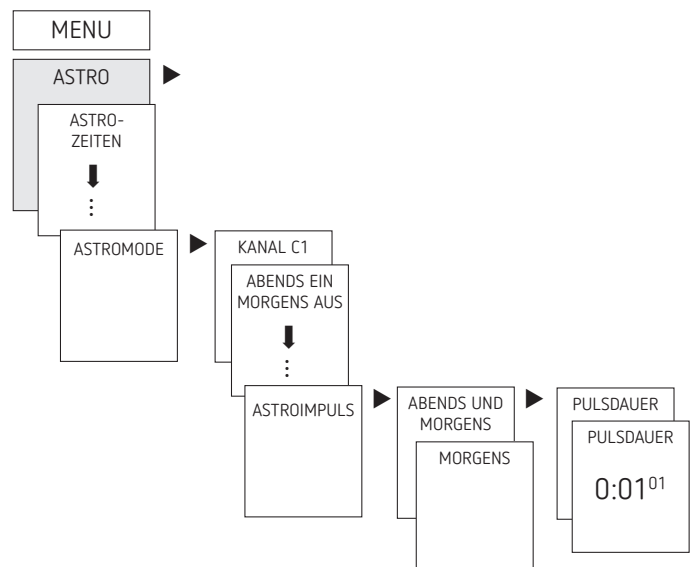 MENU
ASTRO
ASTRO-
ZEITEN
ASTROMODE
KANAL C1
ABENDS EIN
MORGENS AUS
ASTROIMPULS
ABENDS UND
MORGENS
MORGENS
PULSDAUER
PULSDAUER
0:01⁰¹